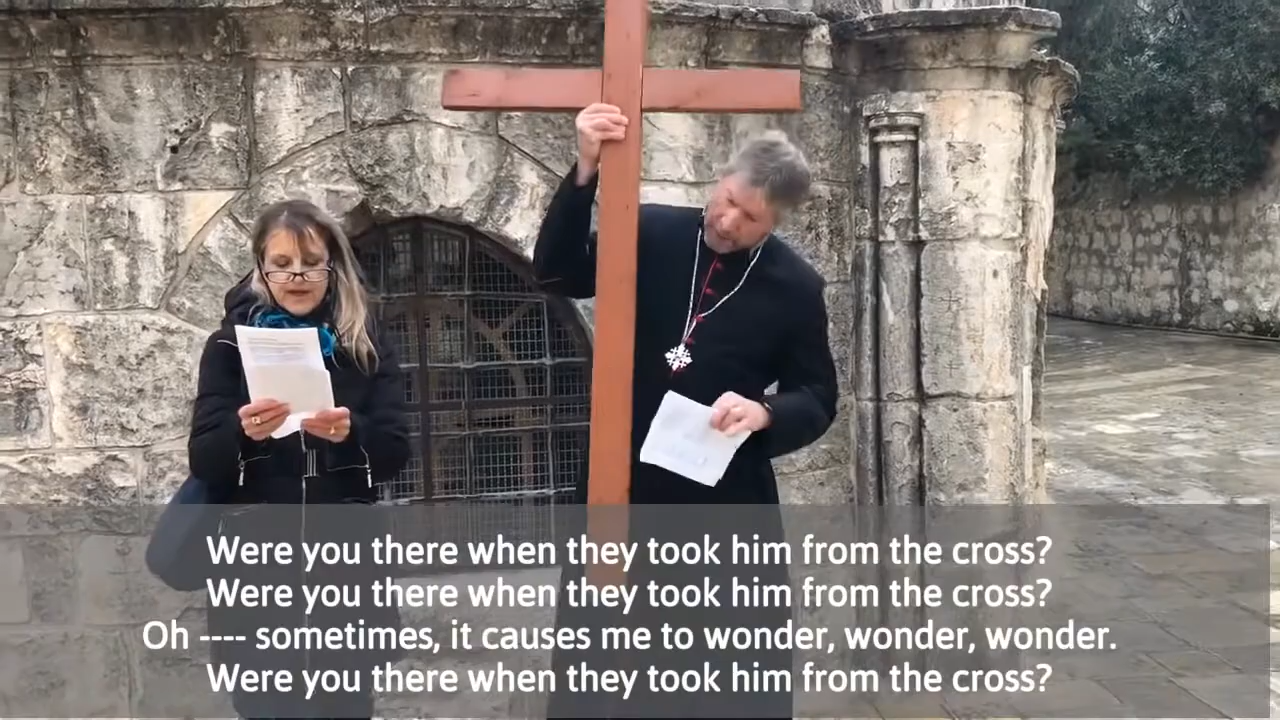 Were you there when they took him from the cross?
Were you there when they took him from the cross?
Oh ---- sometimes, it causes me to wonder, wonder, wonder.
Were you there when they took him from the cross?